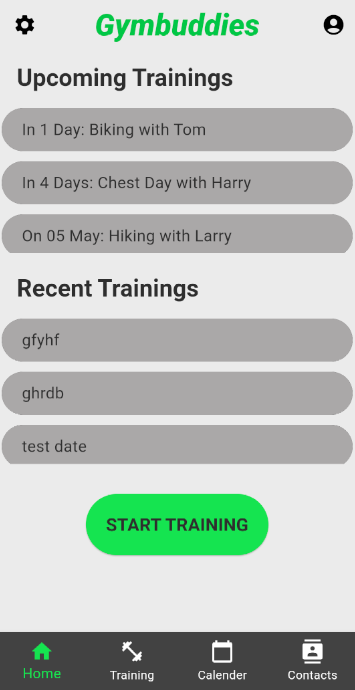 Gymbuddies
Upcoming Trainings
In 1 Day: Biking with Tom
In 4 Days: Chest Day with Harry
On 05 May: Hiking with Larry
Recent Trainings
gfyhf
ghrdb
test date
START TRAINING
Home
Training
Calender
Contacts